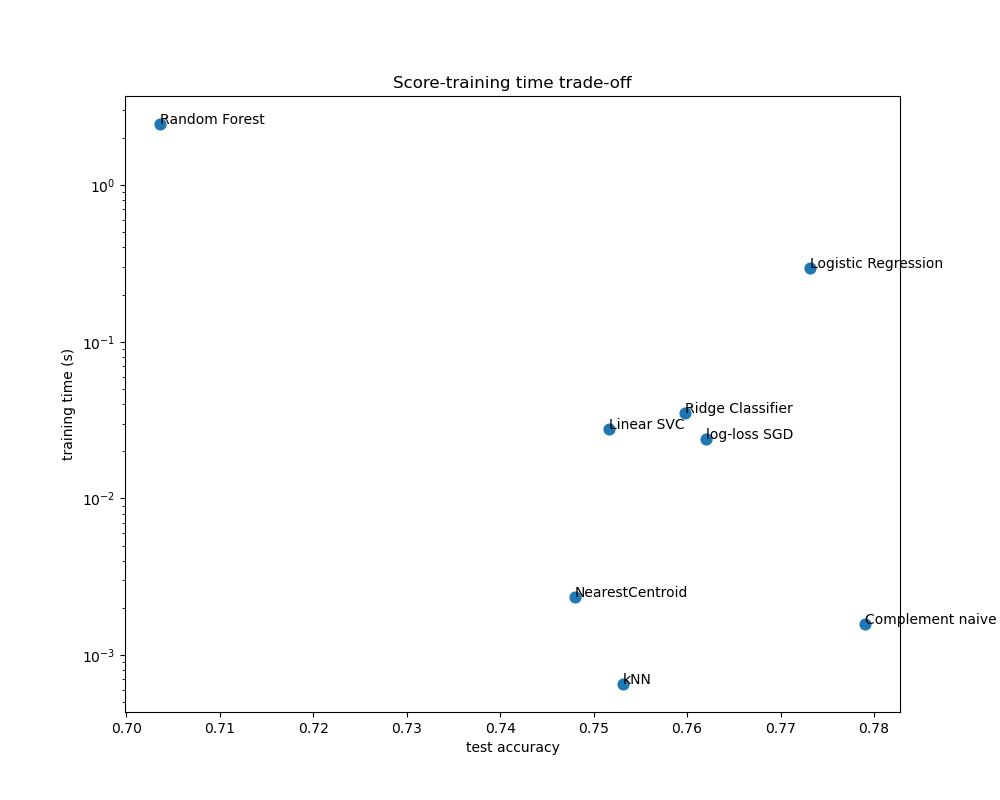 Score-training time trade-off
Random Forest
10⁰
Logistic Regression
10⁻¹
training time (s)
Ridge Classifier
Linear SVC
log-loss SGD
10⁻²
NearestCentroid
Complement naive
10⁻³
kNN
0.70 0.71 0.72 0.73 0.74 0.75 0.76 0.77 0.78
test accuracy